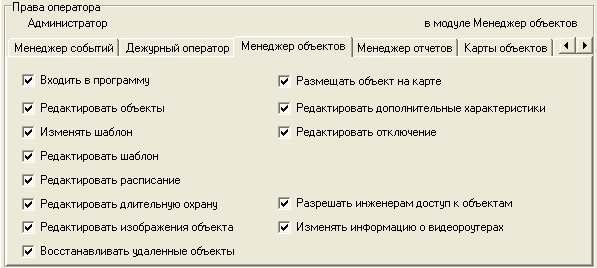 Права оператора
Администратор в модуле Менеджер объектов
Менеджер событий Дежурный оператор Менеджер объектов Менеджер отчетов Карты объектов
Входить в программу Размещать объект на карте
Редактировать объекты Редактировать дополнительные характеристики
Изменять шаблон Редактировать отключение
Редактировать шаблон
Редактировать расписание
Редактировать длительную охрану Разрешать инженерам доступ к объектам
Редактировать изображения объекта Изменять информацию о видеороутерах
Восстанавливать удаленные объекты